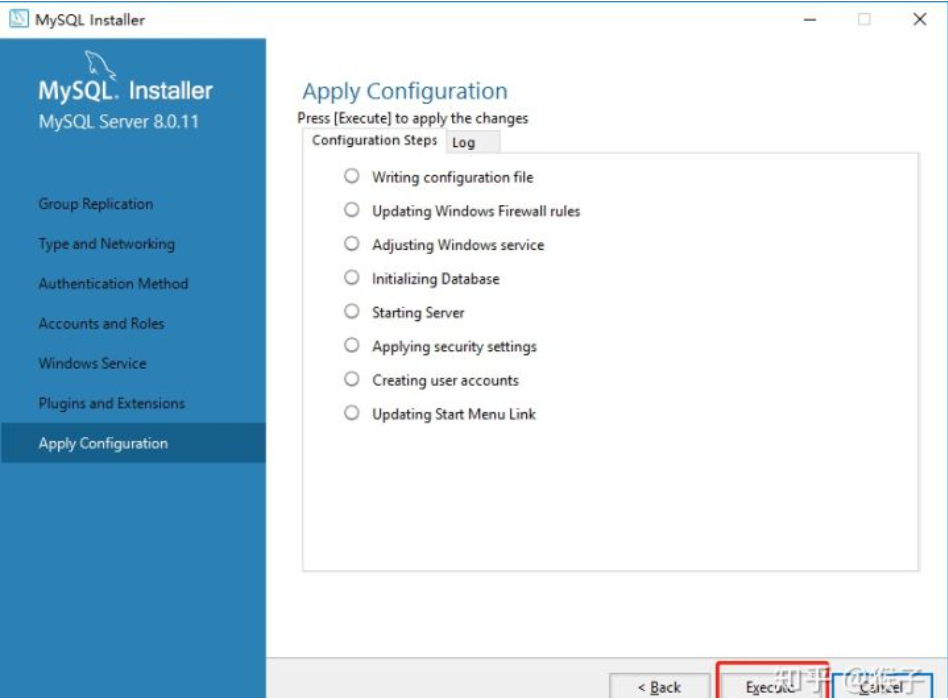 MySQL Installer
MySQL. Installer
MySQL Server 8.0.11
Group Replication
Type and Networking
Authentication Method
Accounts and Roles
Windows Service
Plugins and Extensions
Apply Configuration
Apply Configuration
Press [Execute] to apply the changes
Configuration Steps
Log
Writing configuration file
Updating Windows Firewall rules
Adjusting Windows service
Initializing Database
Starting Server
Applying security settings
Creating user accounts
Updating Start Menu Link
< Back
Execute
Cancel
知乎 @猴子